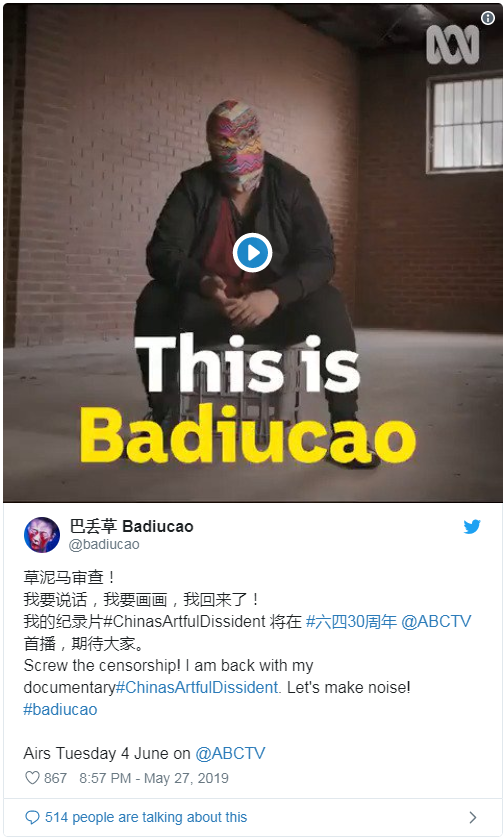 This is
Badiucao
巴丢草 Badiucao
@badiucao
草泥马审查！
我要说话，我要画画，我回来了！
我的纪录片#ChinasArtfulDissident 将在 #六四30周年 @ABCTV
首播，期待大家。
Screw the censorship! I am back with my
documentary#ChinasArtfulDissident. Let's make noise!
#badiucao
Airs Tuesday 4 June on @ABCTV
867 8:57 PM - May 27, 2019
514 people are talking about this